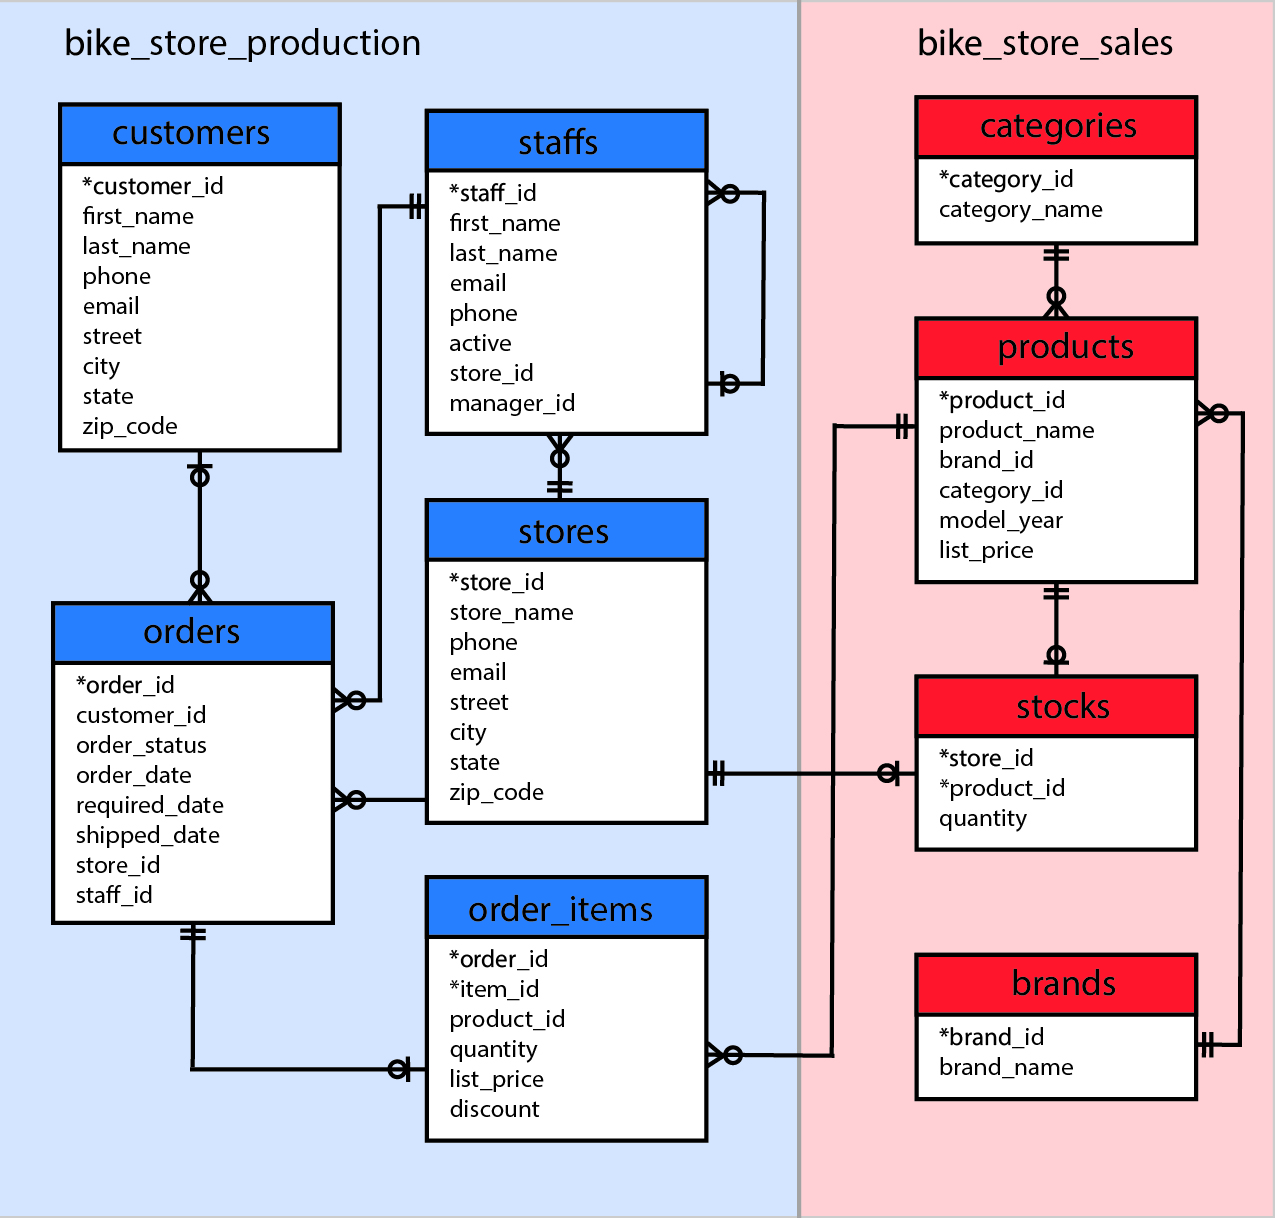 bike_store_production
customers
*customer_id
first_name
last_name
phone
email
street
city
state
zip_code
staffs
*staff_id
first_name
last_name
email
phone
active
store_id
manager_id
orders
*order_id
customer_id
order_status
order_date
required_date
shipped_date
store_id
staff_id
stores
*store_id
store_name
phone
email
street
city
state
zip_code
order_items
*order_id
*item_id
product_id
quantity
list_price
discount
bike_store_sales
categories
*category_id
category_name
products
*product_id
product_name
brand_id
category_id
model_year
list_price
stocks
*store_id
*product_id
quantity
brands
*brand_id
brand_name